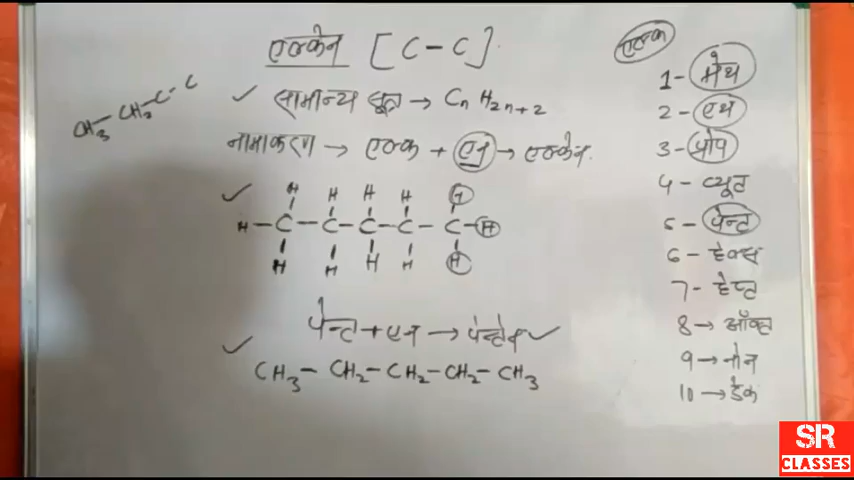 एल्केन [C-C]
CH3-CH2-C-C
✓ सामान्य सूत्र → CnH2n+2
नामाकरण → एल्क + एन → एल्केन.
✓
H H H H H
H-C-C-C-C-C-H
H H H H H
पेन्ट+एन → पेन्टेन ✓
✓
CH3-CH2-CH2-CH2-CH3
एल्क
1-मेथ
2-एथ
3-प्रोप
4-ब्यूट
5-पेन्ट
6-हेक्स
7-हेप्ट
8→ऑक्ट
9→नोन
10→डेक
SR
CLASSES